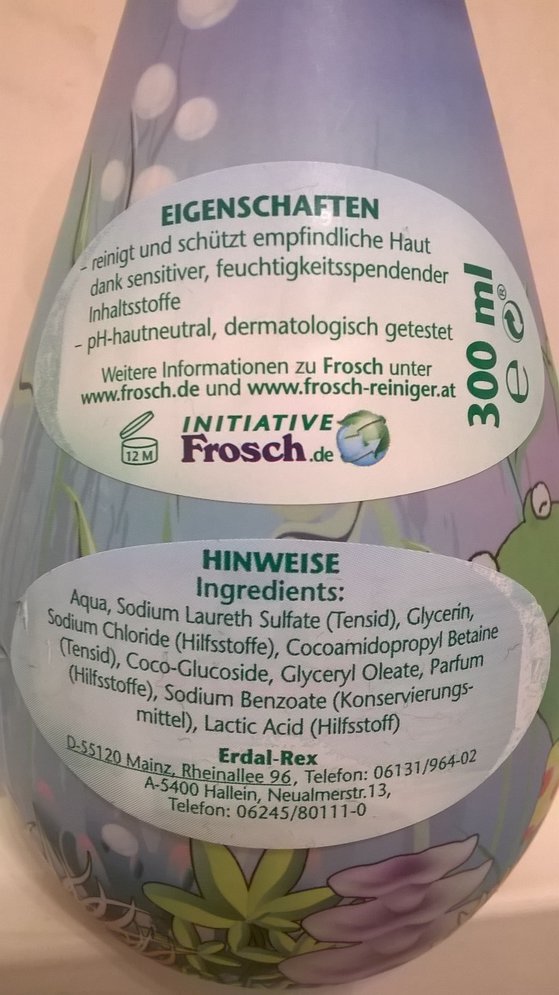 EIGENSCHAFTEN
- reinigt und schützt empfindliche Haut
dank sensitiver, feuchtigkeitsspendender
Inhaltsstoffe
- pH-hautneutral, dermatologisch getestet
Weitere Informationen zu Frosch unter
www.frosch.de und www.frosch-reiniger.at
12 M
INITIATIVE
Frosch.de
300 ml e
®
HINWEISE
Ingredients:
Aqua, Sodium Laureth Sulfate (Tensid), Glycerin,
Sodium Chloride (Hilfsstoffe), Cocoamidopropyl Betaine
(Tensid), Coco-Glucoside, Glyceryl Oleate, Parfum
(Hilfsstoffe), Sodium Benzoate (Konservierungs-
mittel), Lactic Acid (Hilfsstoff)
Erdal-Rex
D-55120 Mainz, Rheinallee 96, Telefon: 06131/964-02
A-5400 Hallein, Neualmerstr.13,
Telefon: 06245/80111-0